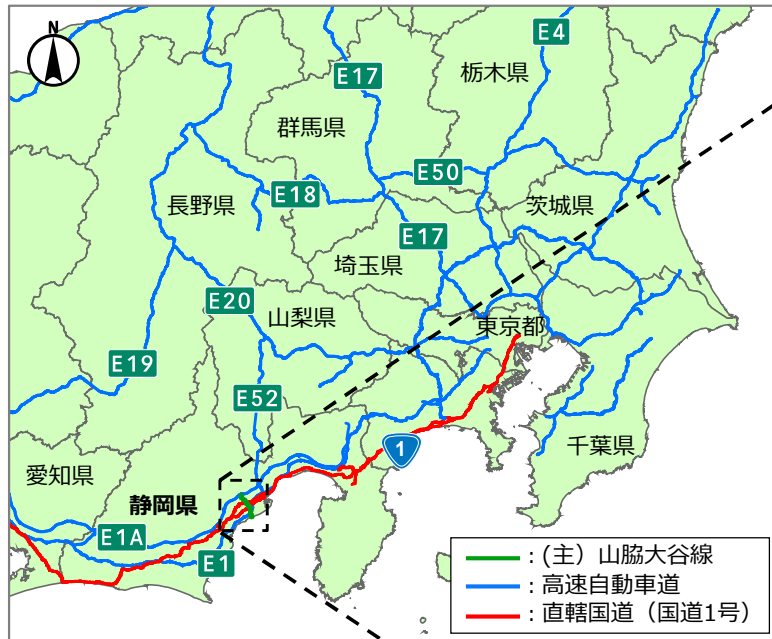 N
E4
E17
栃木県
群馬県
E50
E18
長野県
茨城県
E17
埼玉県
E20
山梨県
東京都
E19
E52
1
千葉県
愛知県
静岡県
E1A
E1
：(主）山脇大谷線
：高速自動車道
：直轄国道（国道1号）